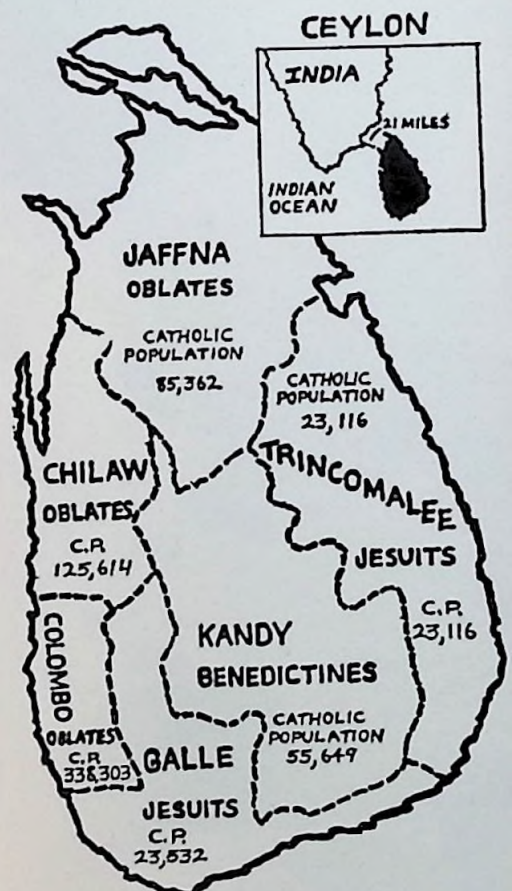 CEYLON
INDIA
21 MILES
INDIAN
OCEAN
JAFFNA
OBLATES
CATHOLIC
POPULATION
85,362
CATHOLIC
POPULATION
23,116
TRINCOMALEE
JESUITS
C.P.
23,116
CHILAW
OBLATES
C.P.
125,614
COLOMBO
OBLATES
C.P.
338,303
KANDY
BENEDICTINES
CATHOLIC
POPULATION
55,649
GALLE
JESUITS
C.P.
23,532